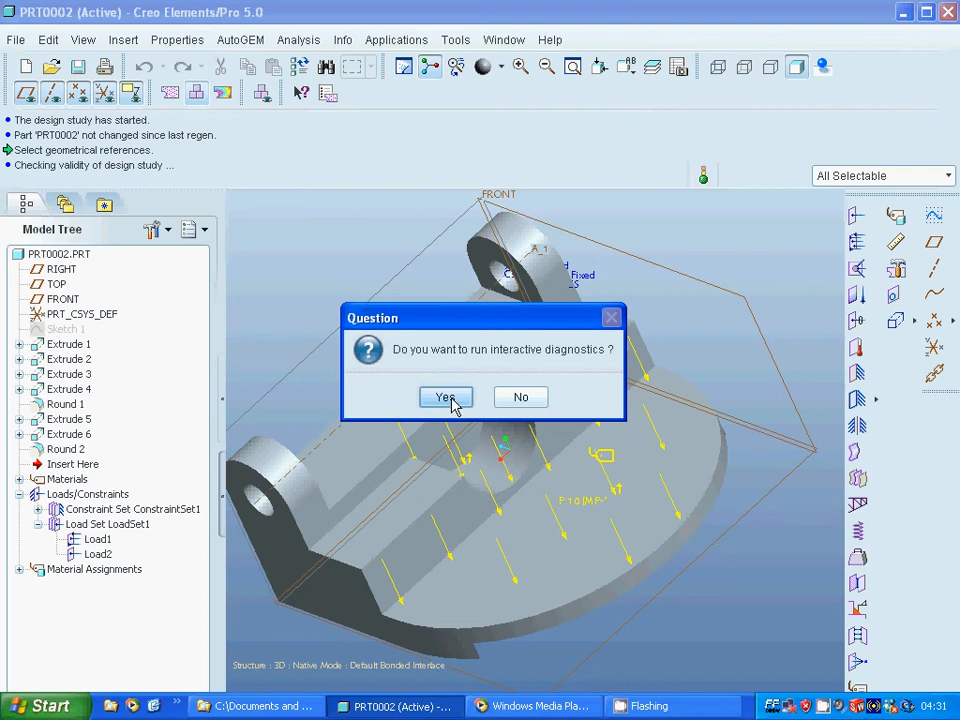 PRT0002 (Active) - Creo Elements/Pro 5.0
File Edit View Insert Properties AutoGEM Analysis Info Applications Tools Window Help
The design study has started.
Part 'PRT0002' not changed since last regen.
Select geometrical references.
Checking validity of design study ...
All Selectable
Model Tree
PRT0002.PRT
RIGHT
TOP
FRONT
PRT_CSYS_DEF
Sketch 1
Extrude 1
Extrude 2
Extrude 3
Extrude 4
Round 1
Extrude 5
Extrude 6
Round 2
Insert Here
Materials
Loads/Constraints
Constraint Set ConstraintSet1
Load Set LoadSet1
Load1
Load2
Material Assignments
FRONT
A_1
Fixed
Question
Do you want to run interactive diagnostics ?
Yes No
Structure : 3D : Native Mode : Default Bonded Interface
Start C:\Documents and ... PRT0002 (Active) -... Windows Media Pla... Flashing 04:31